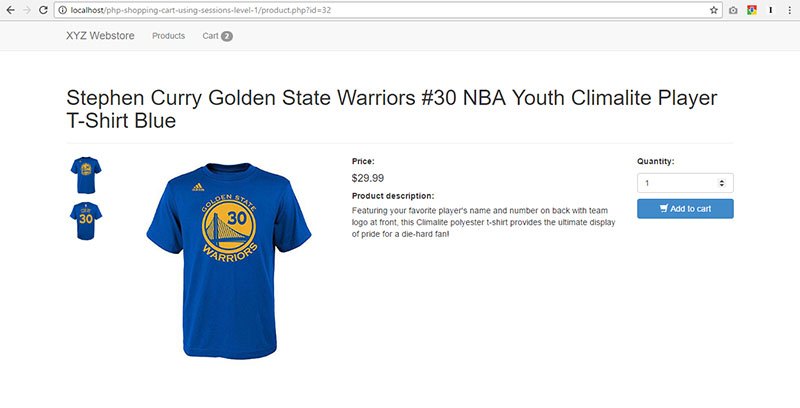 localhost/php-shopping-cart-using-sessions-level-1/product.php?id=32
XYZ Webstore Products Cart 2
Stephen Curry Golden State Warriors #30 NBA Youth Climalite Player
T-Shirt Blue
Price:
$29.99
Product description:
Featuring your favorite player's name and number on back with team
logo at front, this Climalite polyester t-shirt provides the ultimate display
of pride for a die-hard fan!
Quantity:
1
Add to cart
adidas
GOLDEN STATE
30
WARRIORS
30